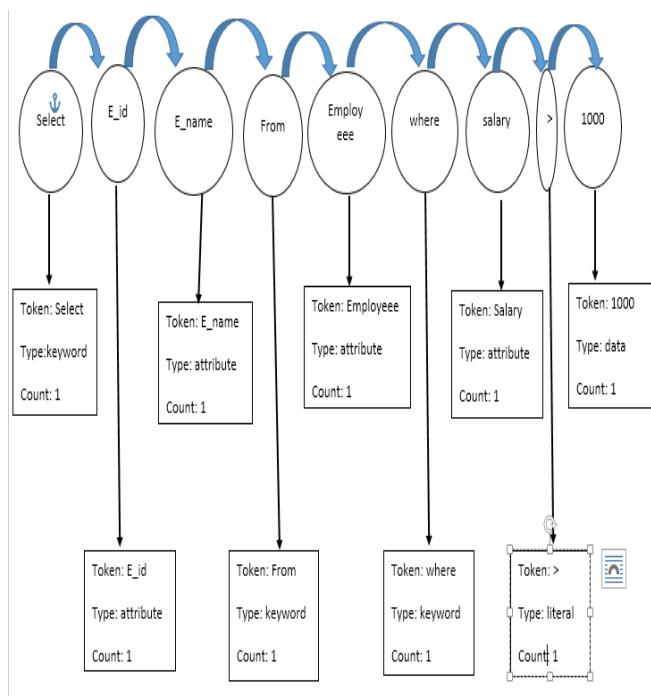 Select
E_id
E_name
From
Employ
eee
where
salary
>
1000
Token: Select
Type:keyword
Count: 1
Token: E_name
Type: attribute
Count: 1
Token: Employeee
Type: attribute
Count: 1
Token: Salary
Type: attribute
Count: 1
Token: 1000
Type: data
Count: 1
Token: E_id
Type: attribute
Count: 1
Token: From
Type: keyword
Count: 1
Token: where
Type: keyword
Count: 1
Token: >
Type: literal
Count: 1